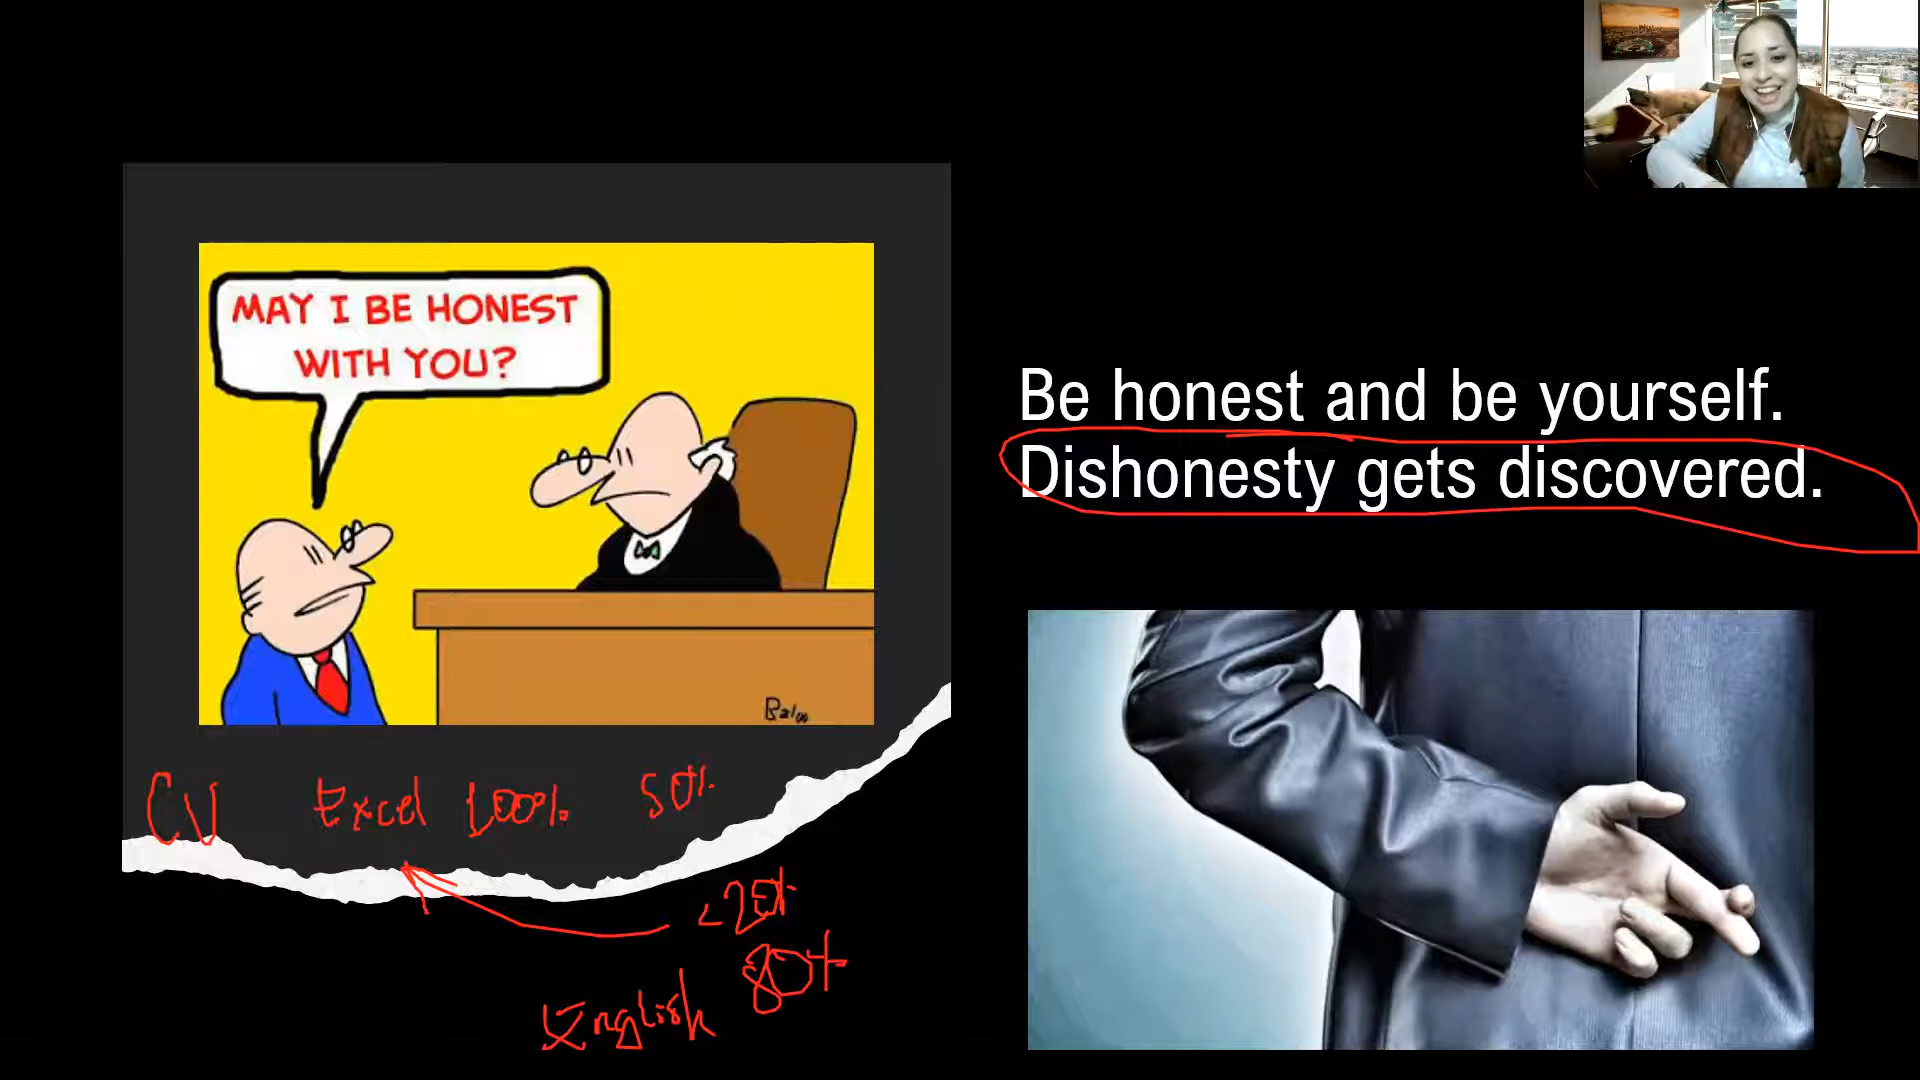 MAY I BE HONEST
WITH YOU?
Be honest and be yourself.
Dishonesty gets discovered.
CV Excel 100% 50%
English 80%